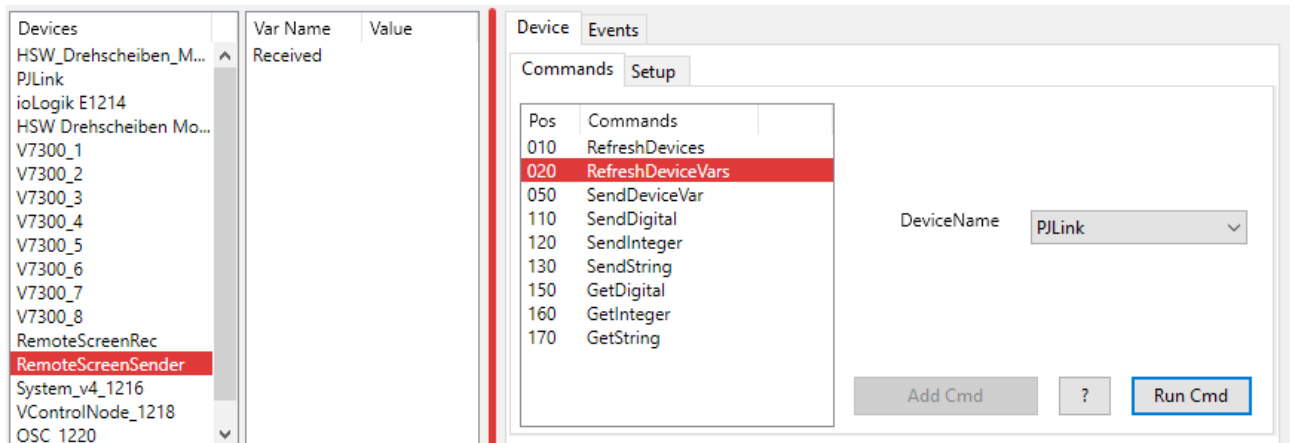 Devices
HSW_Drehscheiben_M...
PJLink
ioLogik E1214
HSW Drehscheiben Mo...
V7300_1
V7300_2
V7300_3
V7300_4
V7300_5
V7300_6
V7300_7
V7300_8
RemoteScreenRec
RemoteScreenSender
System_v4_1216
VControlNode_1218
OSC_1220
Var Name Value
Received
Device Events
Commands Setup
Pos Commands
010 RefreshDevices
020 RefreshDeviceVars
050 SendDeviceVar
110 SendDigital
120 SendInteger
130 SendString
150 GetDigital
160 GetInteger
170 GetString
DeviceName PJLink
Add Cmd ? Run Cmd